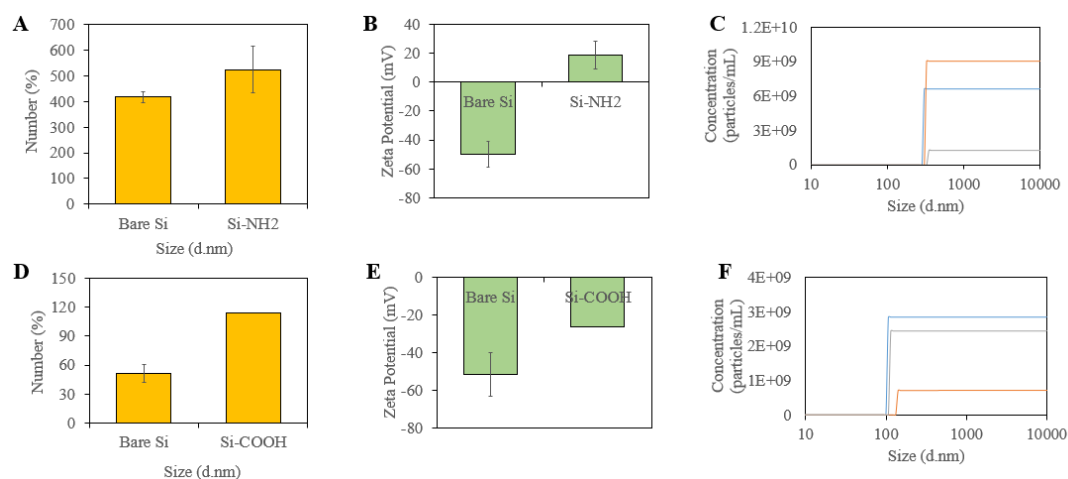 A
Number (%)
700
600
500
400
300
200
100
0
Bare Si
Si-NH2
Size (d.nm)
B
Zeta Potential (mV)
40
20
0
-20
-40
-60
-80
Bare Si
Si-NH2
C
Concentration
(particles/mL)
1.2E+10
9E+09
6E+09
3E+09
0
10
100
1000
10000
Size (d.nm)
D
Number (%)
150
120
90
60
30
0
Bare Si
Si-COOH
Size (d.nm)
E
Zeta Potential (mV)
0
-20
-40
-60
-80
Bare Si
Si-COOH
F
Concentration
(particles/mL)
4E+09
3E+09
2E+09
1E+09
0
10
100
1000
10000
Size (d.nm)